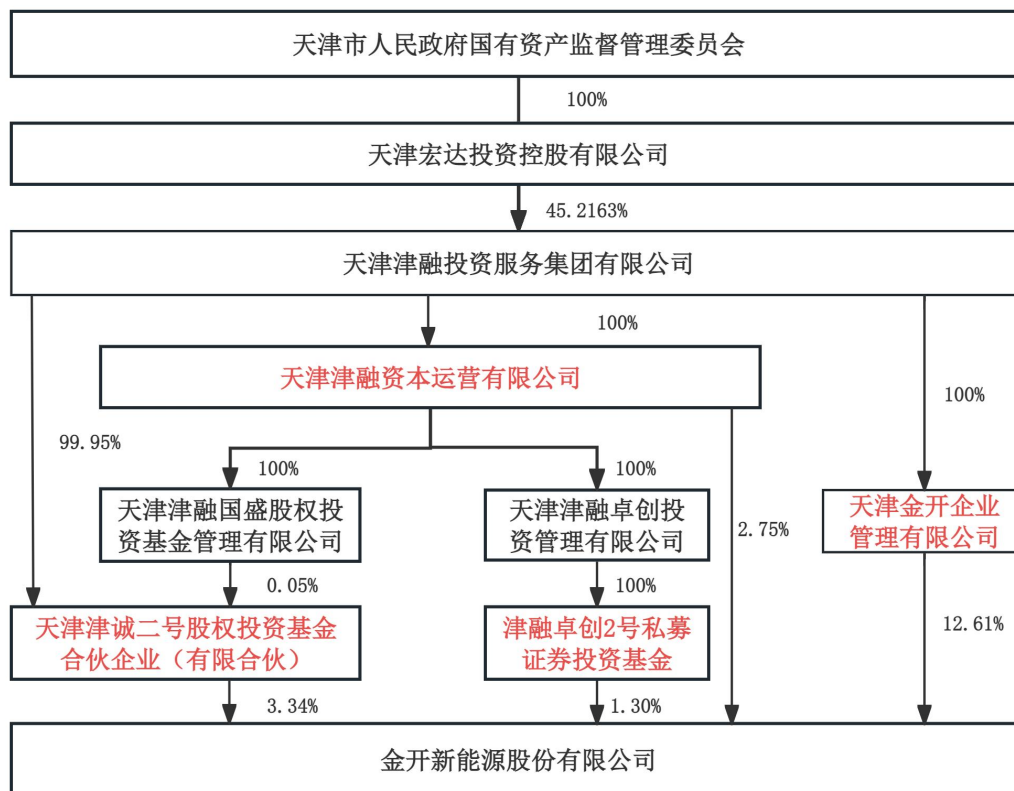 天津市人民政府国有资产监督管理委员会
100%
天津宏达投资控股有限公司
45.2163%
天津津融投资服务集团有限公司
100%
天津津融资本运营有限公司
100%
99.95%
100%
100%
天津津融国盛股权投
资基金管理有限公司
天津津融卓创投
资管理有限公司
2.75%
天津金开企业
管理有限公司
0.05%
100%
天津津诚二号股权投资基金
合伙企业（有限合伙）
津融卓创2号私募
证券投资基金
12.61%
3.34%
1.30%
金开新能源股份有限公司